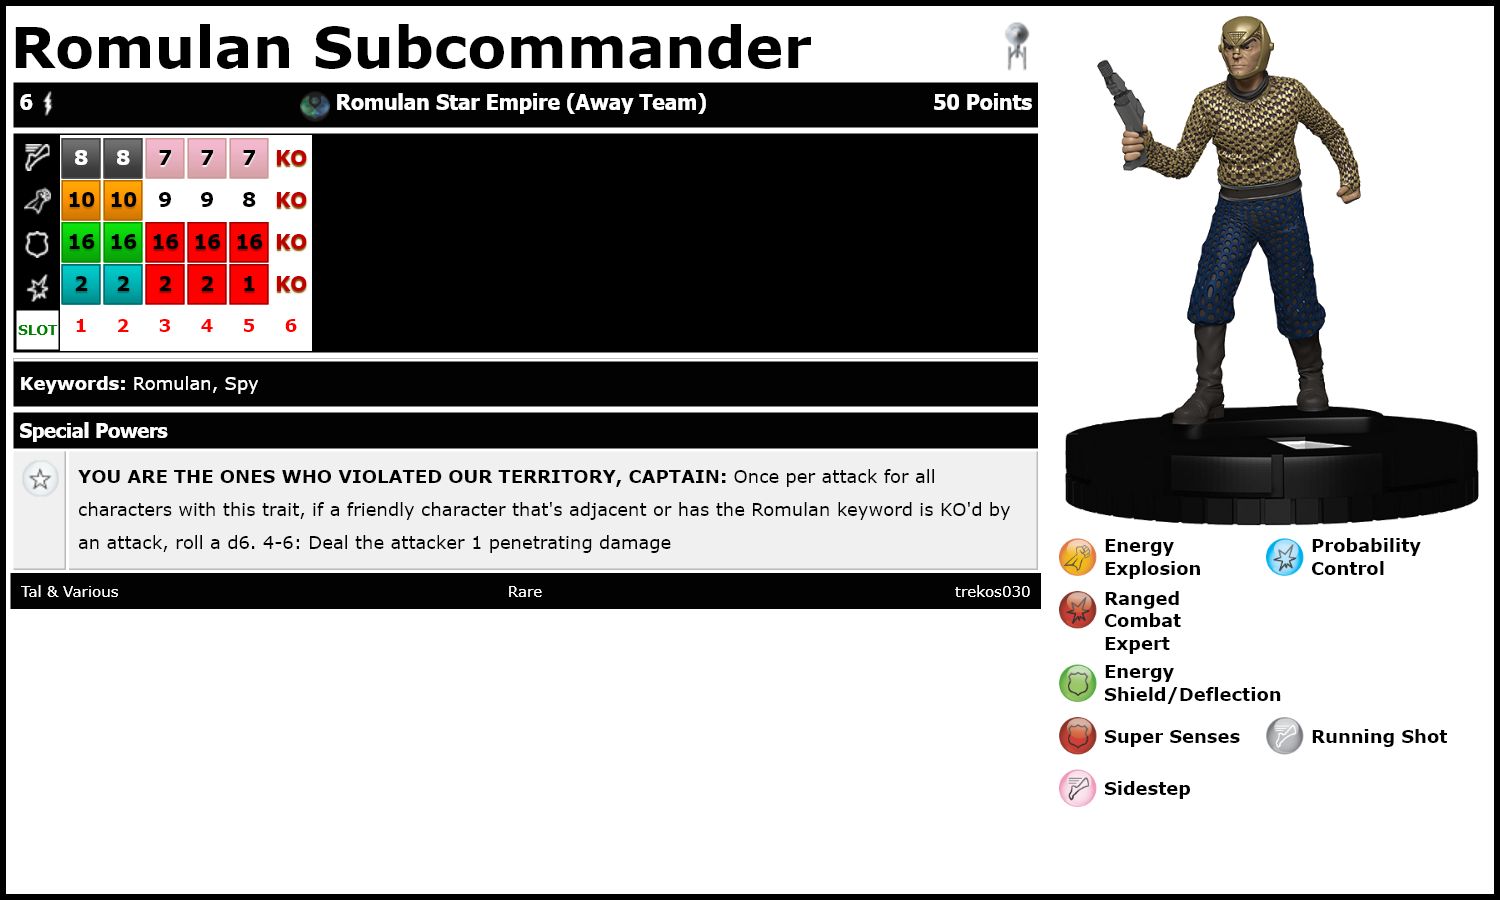 Romulan Subcommander
6 Romulan Star Empire (Away Team) 50 Points
8 8 7 7 7 KO
10 10 9 9 8 KO
16 16 16 16 16 KO
2 2 2 2 1 KO
SLOT 1 2 3 4 5 6
Keywords: Romulan, Spy
Special Powers
YOU ARE THE ONES WHO VIOLATED OUR TERRITORY, CAPTAIN: Once per attack for all
characters with this trait, if a friendly character that's adjacent or has the Romulan keyword is KO'd by
an attack, roll a d6. 4-6: Deal the attacker 1 penetrating damage
Tal & Various Rare trekos030
Energy
Explosion
Probability
Control
Ranged
Combat
Expert
Energy
Shield/Deflection
Super Senses
Running Shot
Sidestep